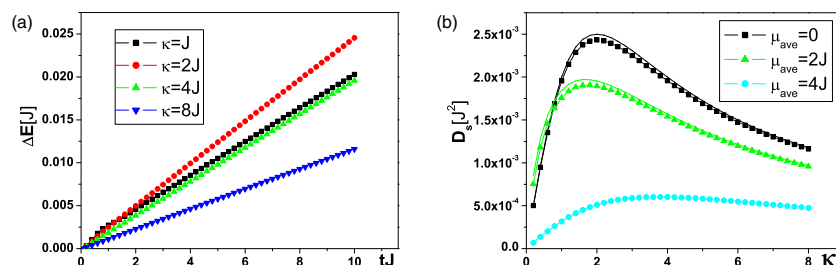 (a)
ΔE[J]
0.025
0.020
0.015
0.010
0.005
0.000
κ=J
κ=2J
κ=4J
κ=8J
0 2 4 6 8 10
tJ
(b)
D_s[J²]
2.5x10⁻³
2.0x10⁻³
1.5x10⁻³
1.0x10⁻³
5.0x10⁻⁴
0.0
μ_ave=0
μ_ave=2J
μ_ave=4J
0 2 4 6 8
κ